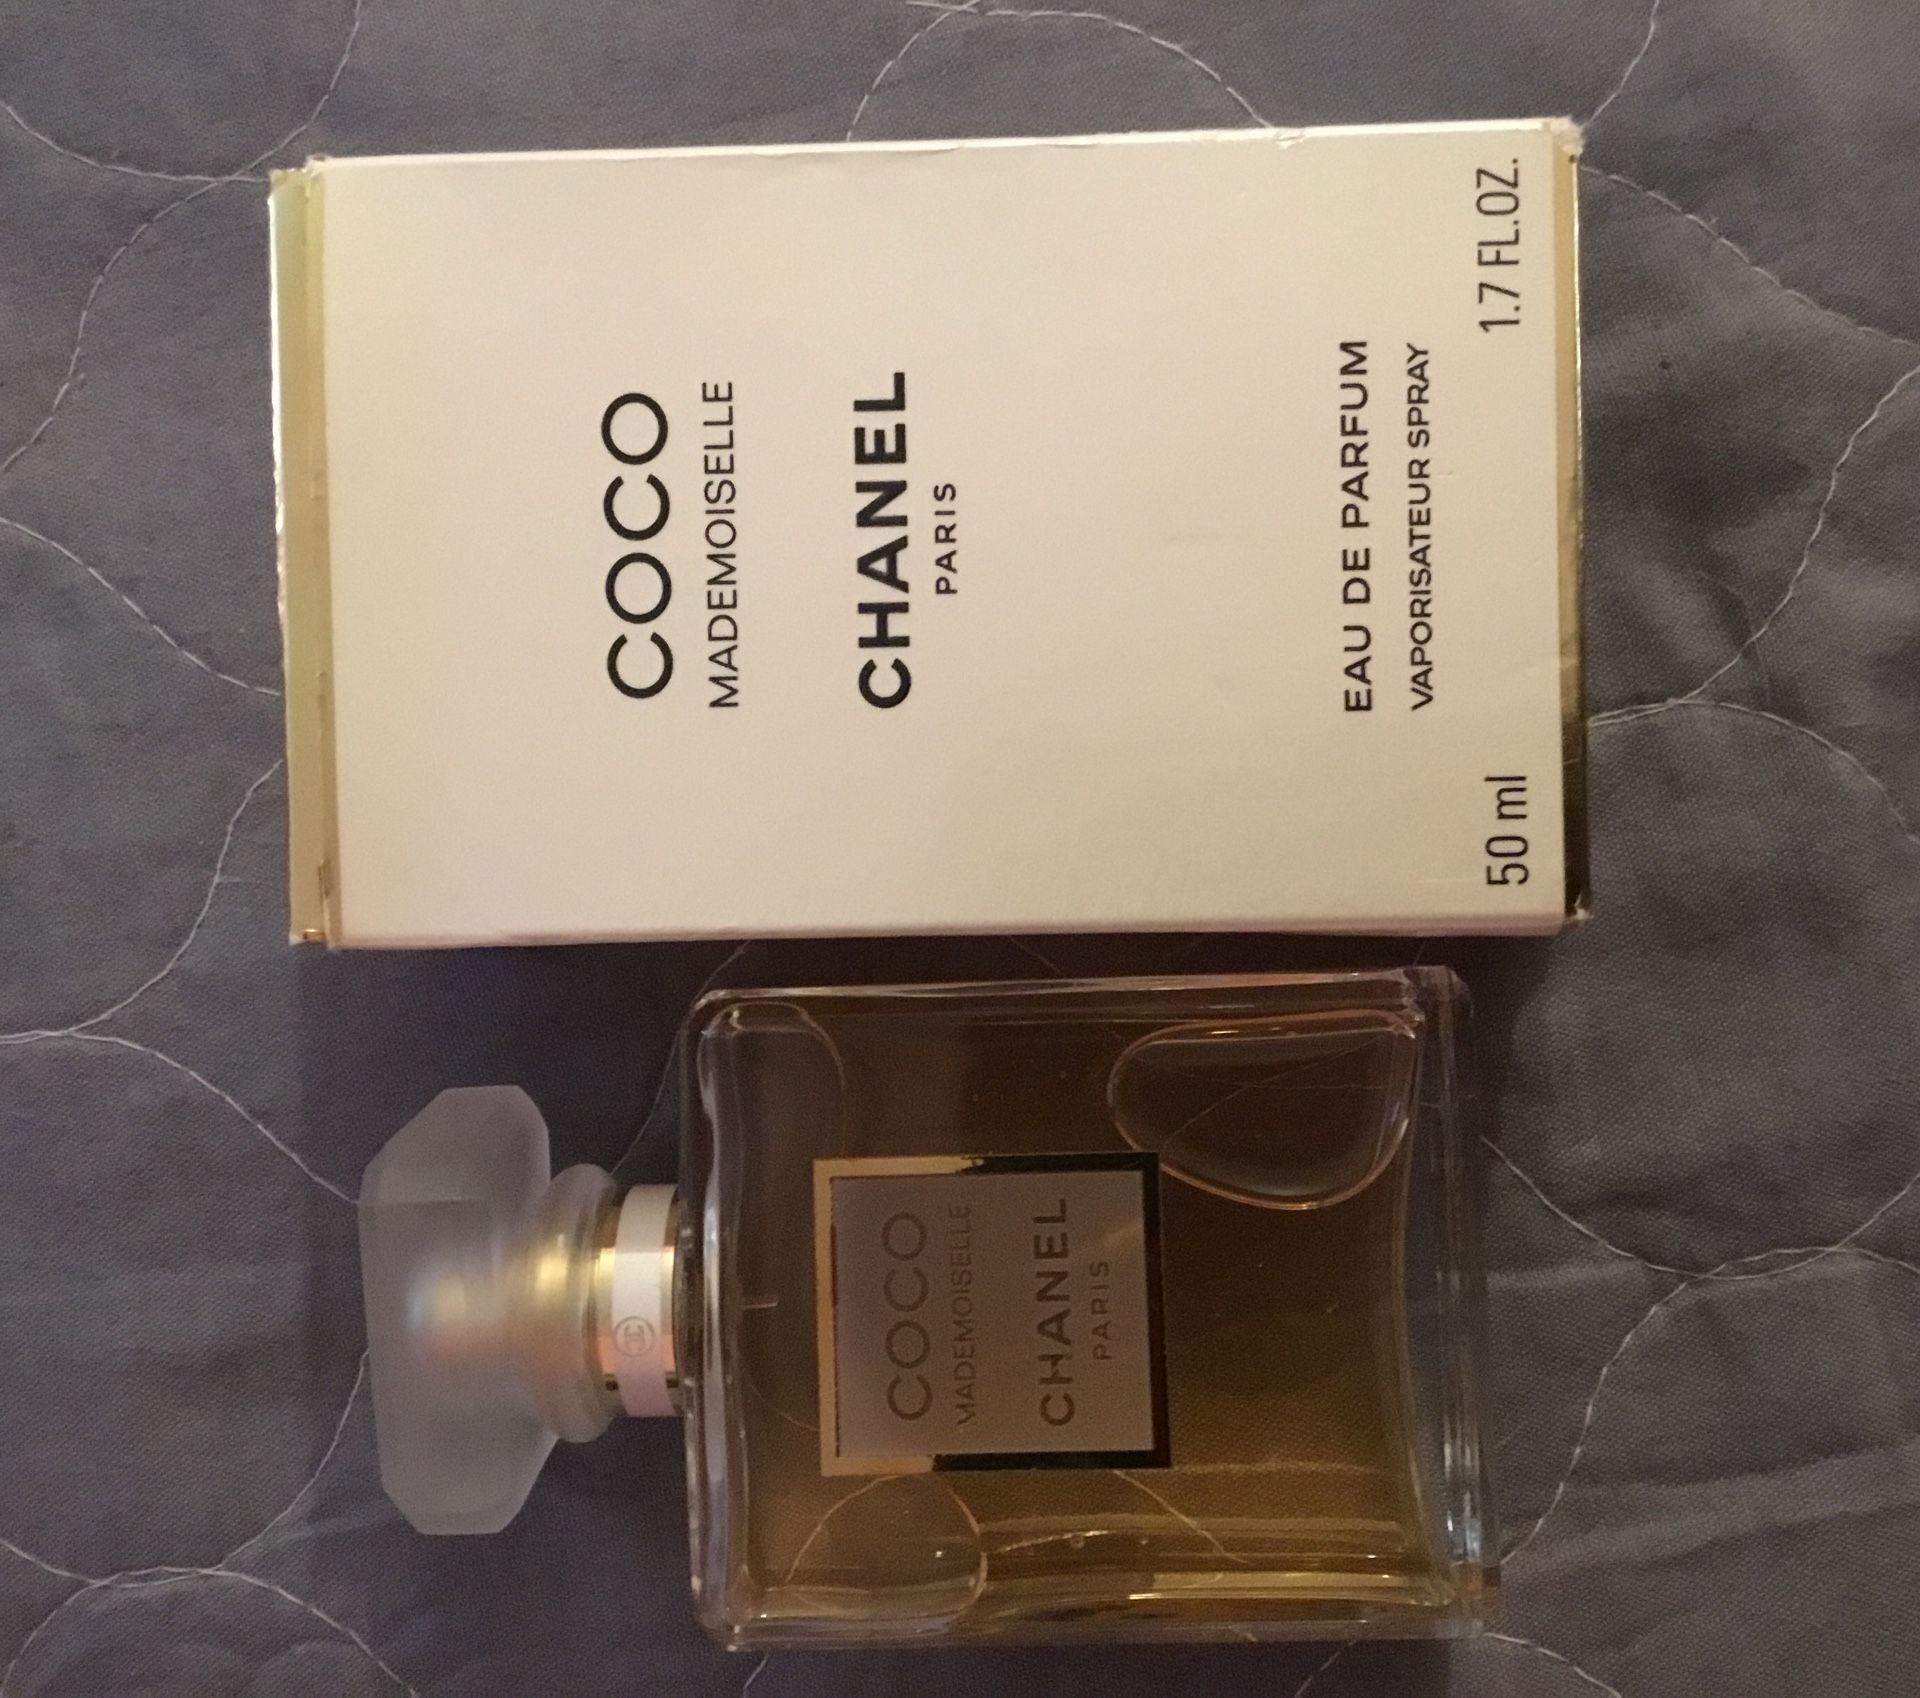 COCO
MADEMOISELLE
CHANEL
PARIS
EAU DE PARFUM
VAPORISATEUR SPRAY
50 ml 1.7 FL.OZ.
COCO
MADEMOISELLE
CHANEL
PARIS